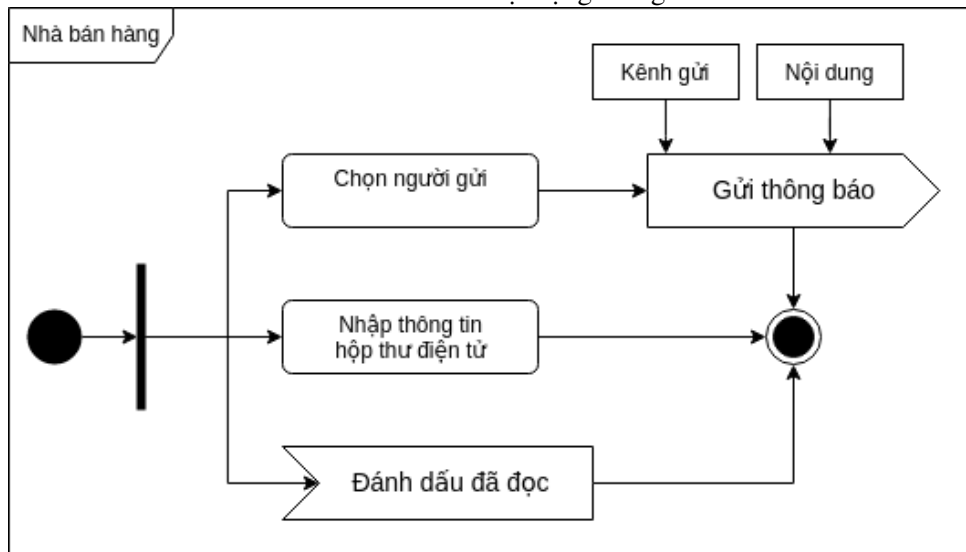 Nhà bán hàng
Kênh gửi
Nội dung
Chọn người gửi
Gửi thông báo
Nhập thông tin
hộp thư điện tử
Đánh dấu đã đọc